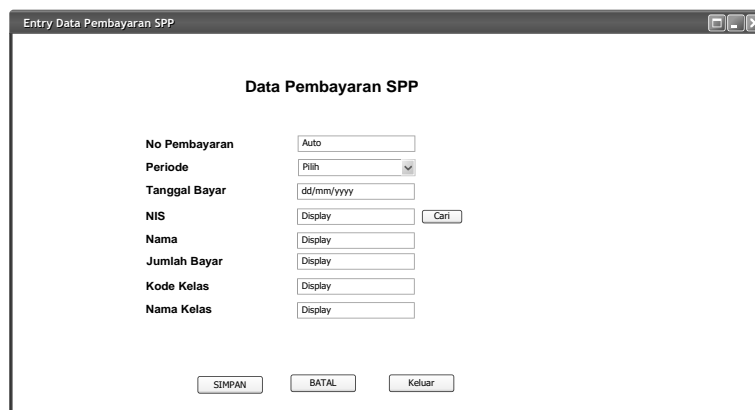 Entry Data Pembayaran SPP
Data Pembayaran SPP
No Pembayaran Auto
Periode Pilih
Tanggal Bayar dd/mm/yyyy
NIS Display Cari
Nama Display
Jumlah Bayar Display
Kode Kelas Display
Nama Kelas Display
SIMPAN BATAL Keluar